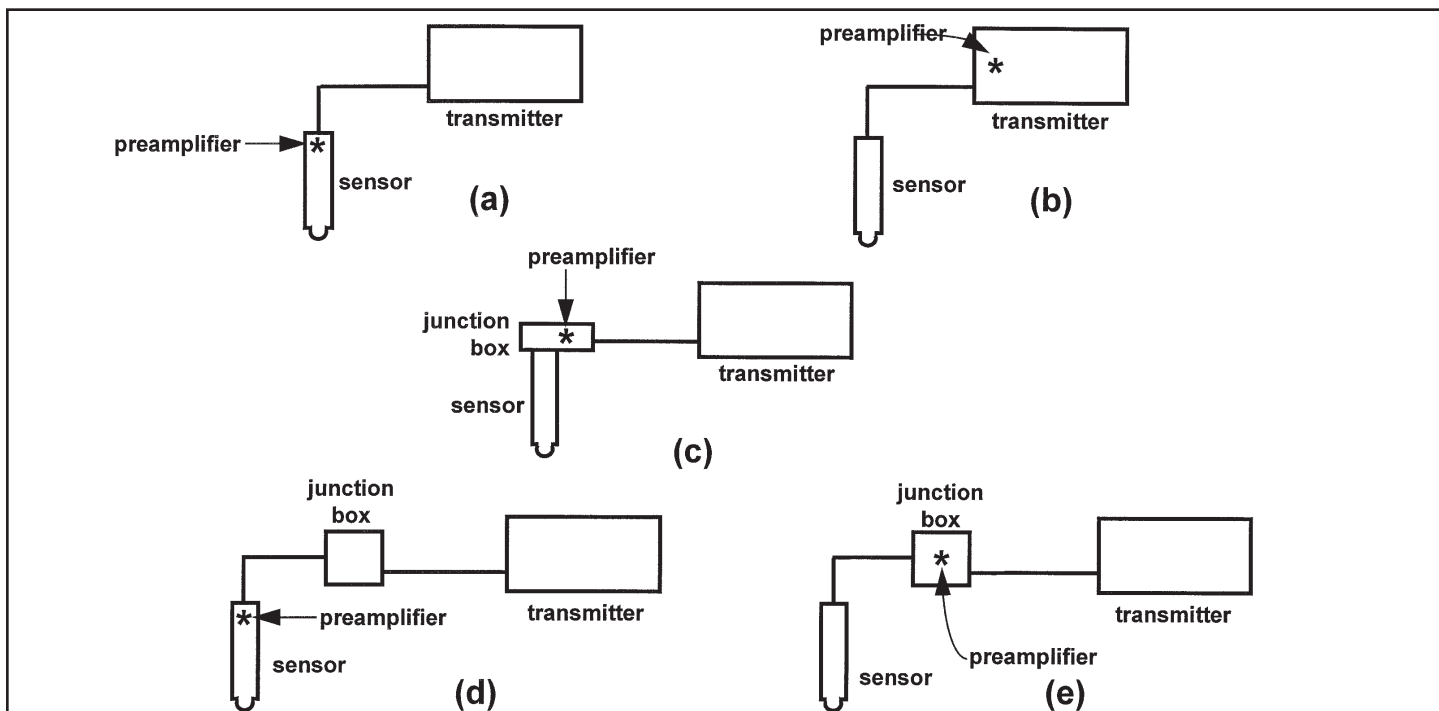 preamplifier
*
transmitter
sensor
(a)
preamplifier
*
transmitter
sensor
(b)
preamplifier
junction
box
*
transmitter
sensor
(c)
junction
box
*
preamplifier
transmitter
sensor
(d)
junction
box
*
transmitter
preamplifier
sensor
(e)